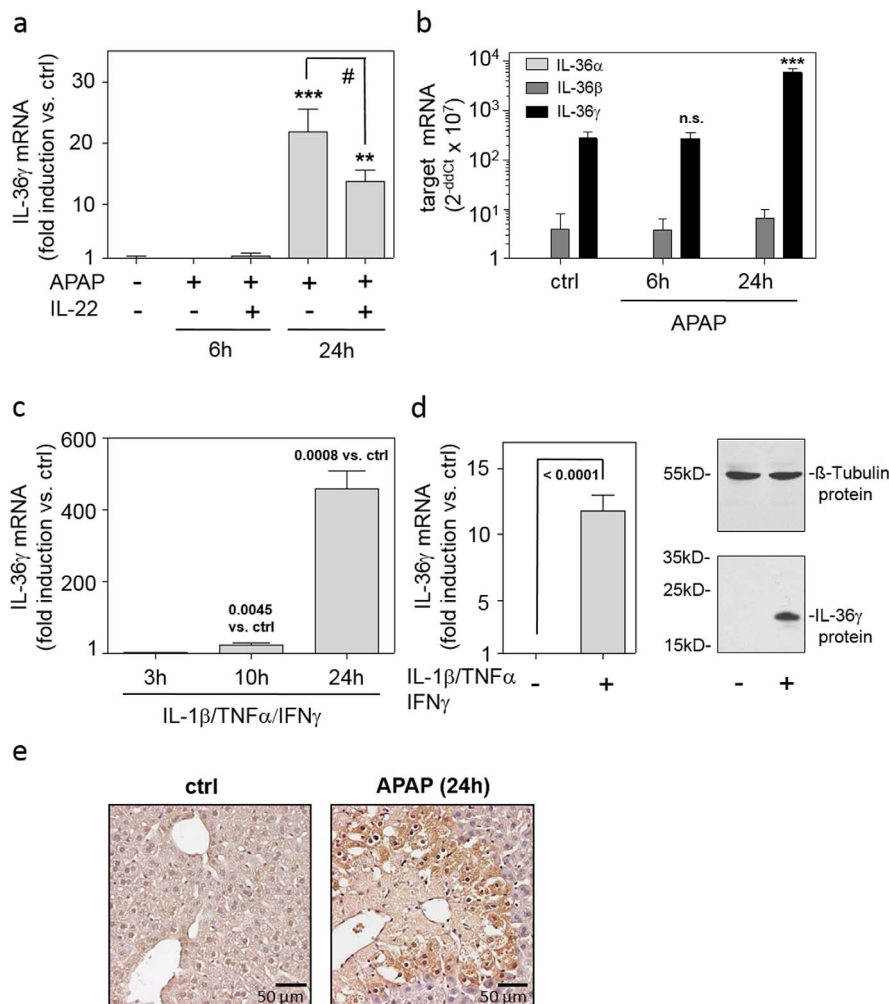 a
IL-36γ mRNA
(fold induction vs. ctrl)
30
20
10
1
***
#
**
APAP - + + + +
IL-22 - - + - +
6h 24h
b
target mRNA
(2-ddCt x 107)
104
103
102
101
1
IL-36α
IL-36β
IL-36γ
n.s.
***
ctrl 6h 24h
APAP
c
IL-36γ mRNA
(fold induction vs. ctrl)
600
400
200
1
0.0045
vs. ctrl
0.0008 vs. ctrl
3h 10h 24h
IL-1β/TNFα/IFNγ
d
IL-36γ mRNA
(fold induction vs. ctrl)
15
12
10
5
1
< 0.0001
IL-1β/TNFα
IFNγ
- +
55kD-
-ß-Tubulin
protein
35kD-
25kD-
-IL-36γ
protein
15kD-
- +
e
ctrl
APAP (24h)
50 µm
50 µm